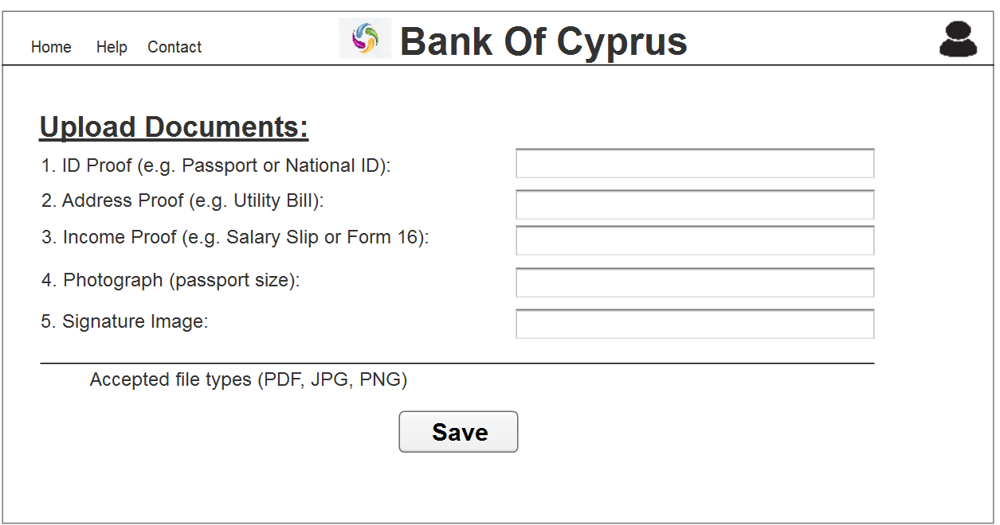 Home Help Contact
Bank Of Cyprus
Upload Documents:
1. ID Proof (e.g. Passport or National ID):
2. Address Proof (e.g. Utility Bill):
3. Income Proof (e.g. Salary Slip or Form 16):
4. Photograph (passport size):
5. Signature Image:
Accepted file types (PDF, JPG, PNG)
Save